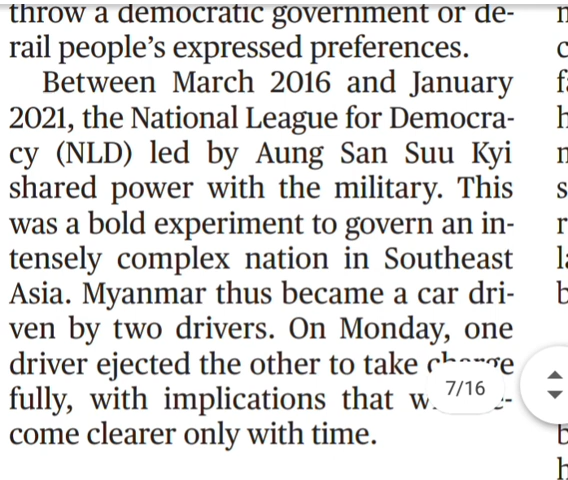 throw a democratic government or de-
rail people's expressed preferences.
Between March 2016 and January
2021, the National League for Democra-
cy (NLD) led by Aung San Suu Kyi
shared power with the military. This
was a bold experiment to govern an in-
tensely complex nation in Southeast
Asia. Myanmar thus became a car dri-
ven by two drivers. On Monday, one
driver ejected the other to take
fully, with implications that
come clearer only with time.
7/16